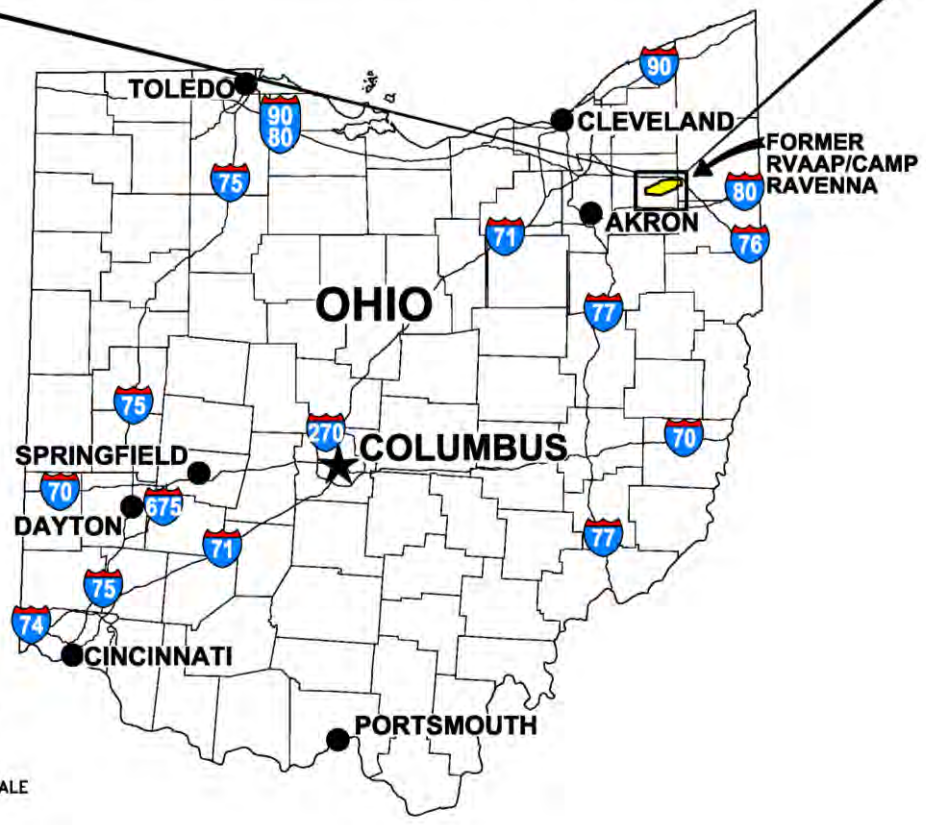 90
TOLEDO
90
80
CLEVELAND
FORMER
RVAAP/CAMP
RAVENNA
75
80
AKRON
71
76
OHIO
77
75
270
COLUMBUS
70
SPRINGFIELD
70
675
DAYTON
71
77
75
74
CINCINNATI
PORTSMOUTH
ALE